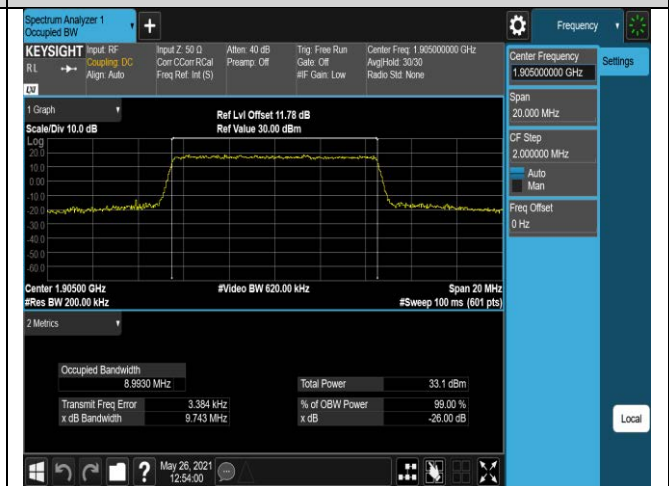 Spectrum Analyzer 1
Occupied BW
+
Frequency
KEYSIGHT
RL
LXI
Input: RF
Coupling: DC
Align: Auto
Input Z: 50 Ω
Corr CCorr RCal
Freq Ref: Int (S)
Atten: 40 dB
Preamp: Off
Trig: Free Run
Gate: Off
#IF Gain: Low
Center Freq: 1.905000000 GHz
Avg|Hold: 30/30
Radio Std: None
Center Frequency
1.905000000 GHz
Settings
Span
20.000 MHz
CF Step
2.000000 MHz
Auto
Man
Freq Offset
0 Hz
Local
1 Graph
Scale/Div 10.0 dB
Ref Lvl Offset 11.78 dB
Ref Value 30.00 dBm
Log
20.0
10.0
0.00
-10.0
-20.0
-30.0
-40.0
-50.0
-60.0
Center 1.90500 GHz
#Video BW 620.00 kHz
Span 20 MHz
#Res BW 200.00 kHz
#Sweep 100 ms (601 pts)
2 Metrics
Occupied Bandwidth
8.9930 MHz
Total Power 33.1 dBm
Transmit Freq Error 3.384 kHz
% of OBW Power 99.00 %
x dB Bandwidth 9.743 MHz
x dB -26.00 dB
?
May 26, 2021
12:54:00